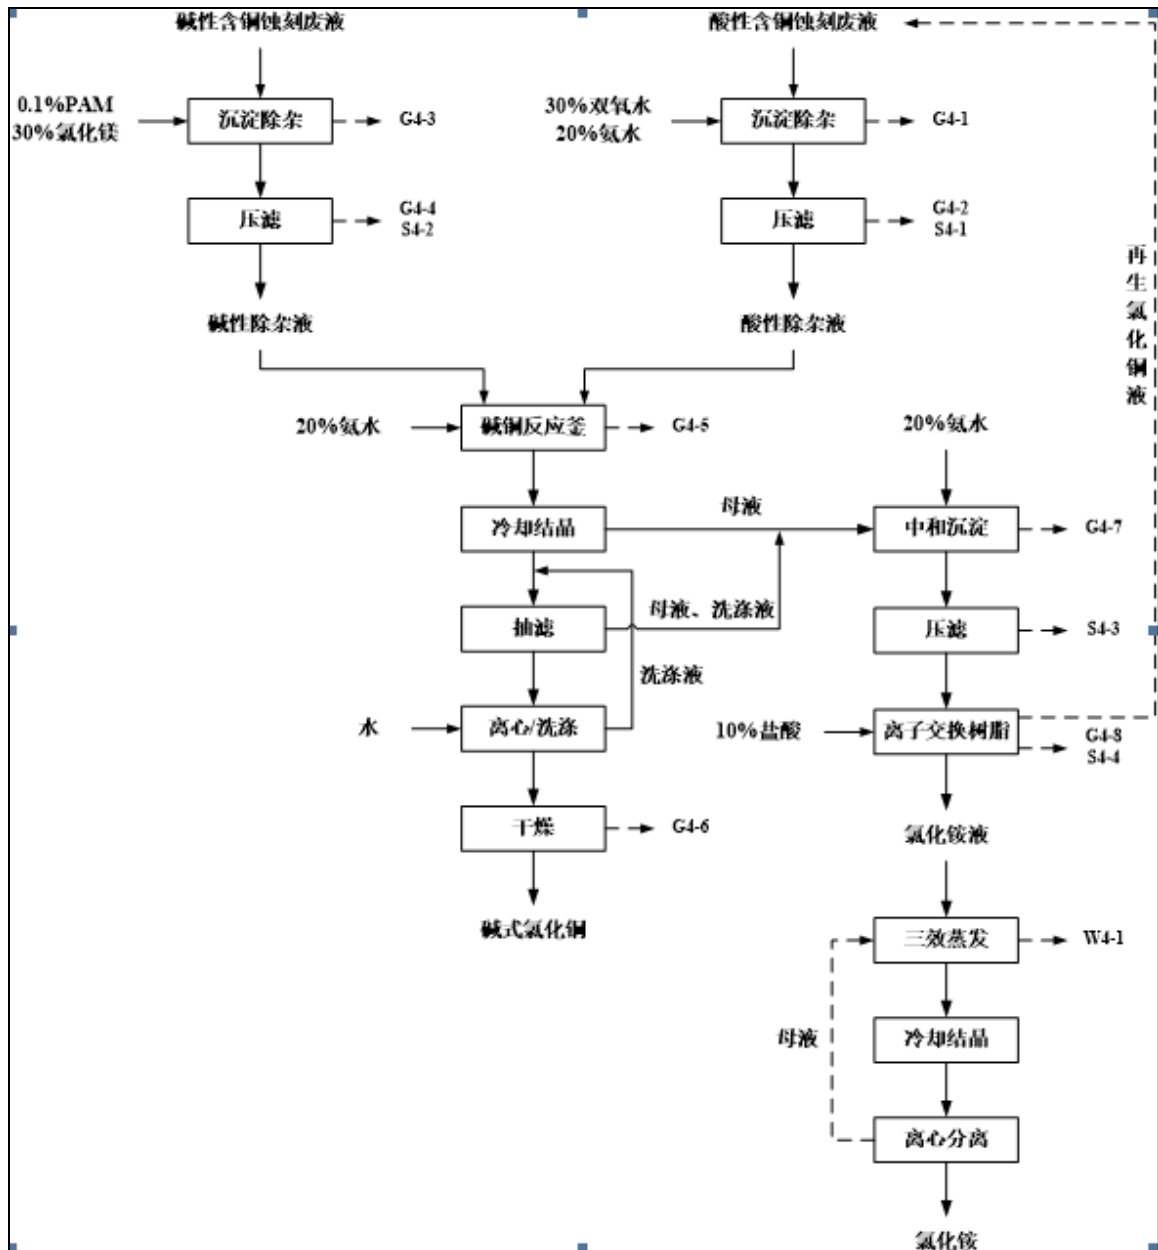 碱性含铜蚀刻废液
酸性含铜蚀刻废液
0.1%PAM
30%氯化镁
沉淀除杂
G4-3
30%双氧水
20%氨水
沉淀除杂
G4-1
压滤
G4-4
S4-2
压滤
G4-2
S4-1
再生氯化铜液
碱性除杂液
酸性除杂液
20%氨水
碱铜反应釜
G4-5
20%氨水
冷却结晶
母液
中和沉淀
G4-7
抽滤
母液、洗涤液
压滤
S4-3
洗涤液
水
离心/洗涤
10%盐酸
离子交换树脂
G4-8
S4-4
干燥
G4-6
氯化铵液
碱式氯化铜
三效蒸发
W4-1
母液
冷却结晶
离心分离
氯化铵